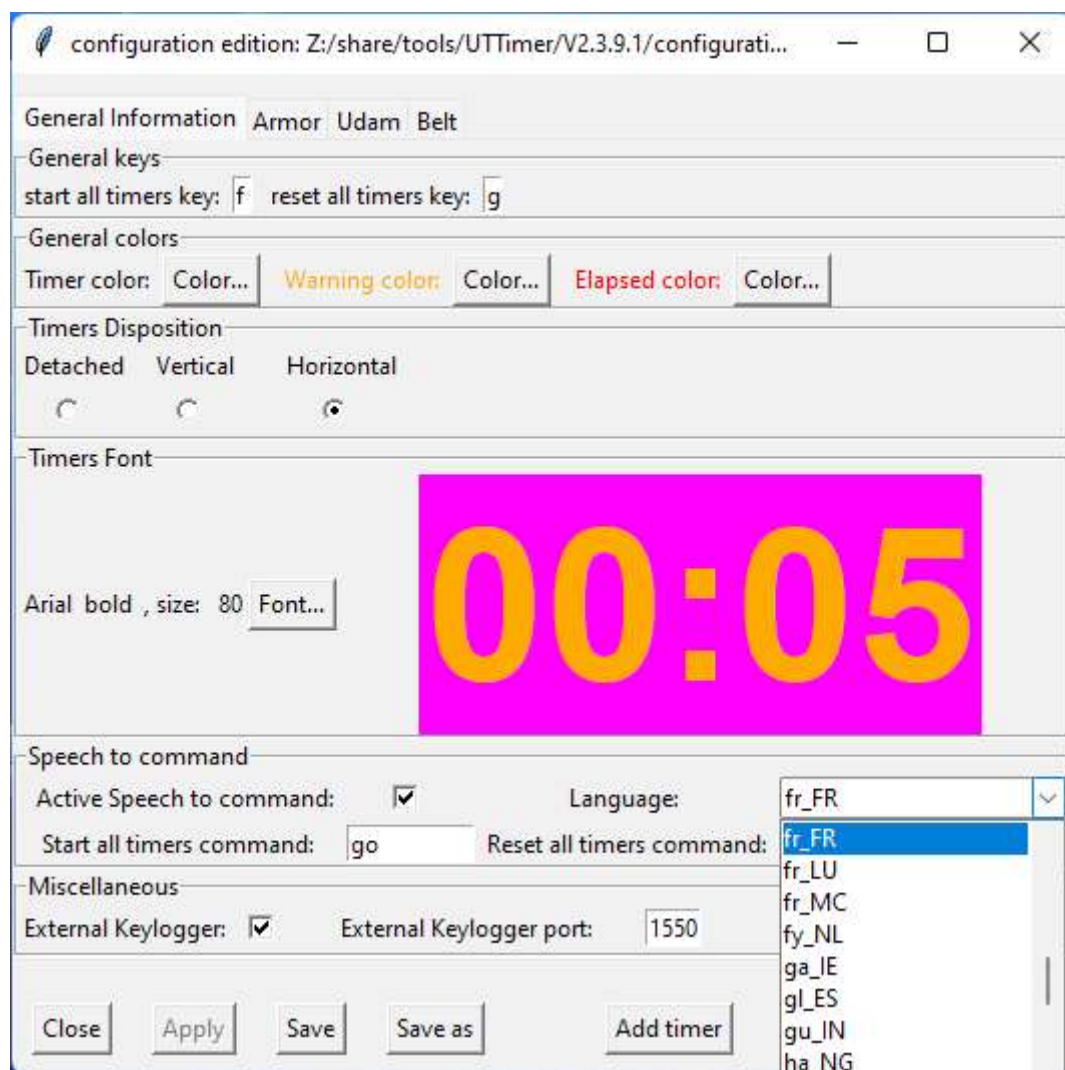 configuration edition: Z:/share/tools/UTTimer/V2.3.9.1/configurati...
General Information Armor Udam Belt
General keys
start all timers key: f reset all timers key: g
General colors
Timer color: Color... Warning color: Color... Elapsed color: Color...
Timers Disposition
Detached Vertical Horizontal
Timers Font
00:05
Arial bold , size: 80 Font...
Speech to command
Active Speech to command: Language: fr_FR
Start all timers command: go Reset all timers command:
fr_FR
fr_LU
Miscellaneous
fr_MC
External Keylogger: External Keylogger port: 1550
fy_NL
ga_IE
gl_ES
Close Apply Save Save as Add timer
gu_IN
ha_NG